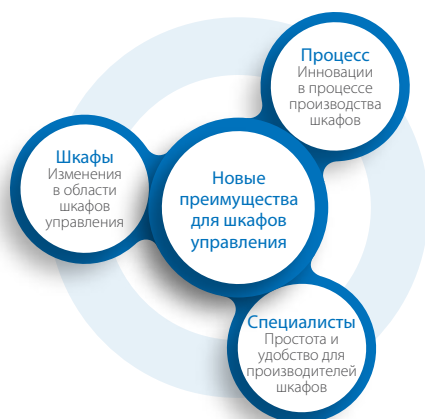 Процесс
Инновации
в процессе
производства
шкафов
Шкафы
Изменения
в области
шкафов
управления
Новые
преимущества
для шкафов
управления
Специалисты
Простота и
удобство для
производителей
шкафов